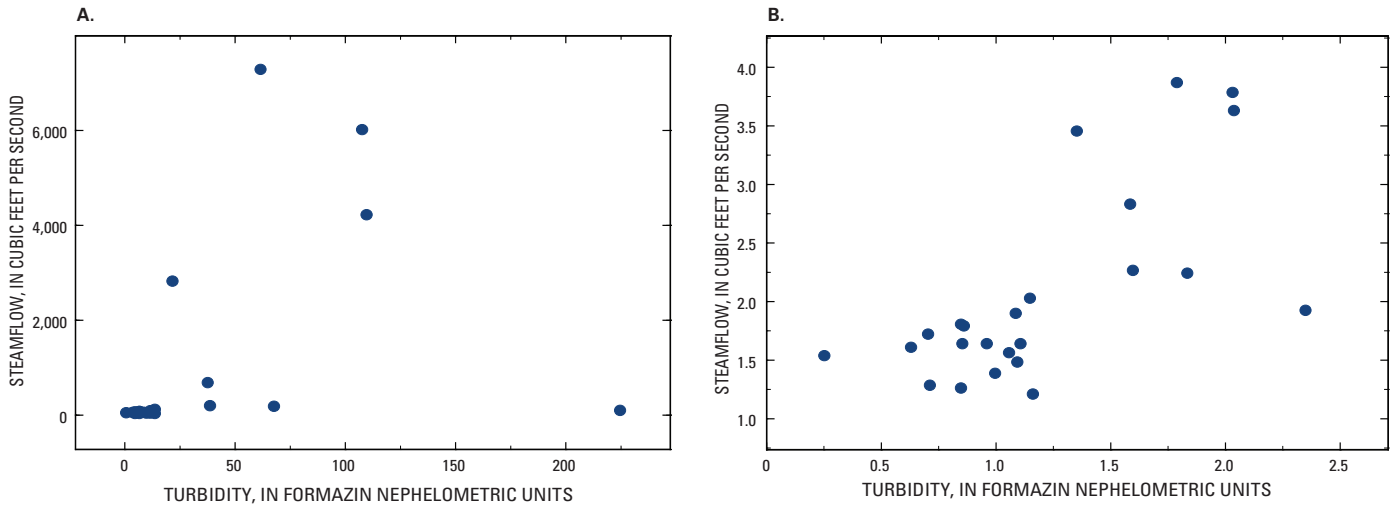 A.
STEAMFLOW, IN CUBIC FEET PER SECOND
6,000
4,000
2,000
0
0 50 100 150 200
TURBIDITY, IN FORMAZIN NEPHELOMETRIC UNITS
B.
STEAMFLOW, IN CUBIC FEET PER SECOND
4.0
3.5
3.0
2.5
2.0
1.5
1.0
0 0.5 1.0 1.5 2.0 2.5
TURBIDITY, IN FORMAZIN NEPHELOMETRIC UNITS